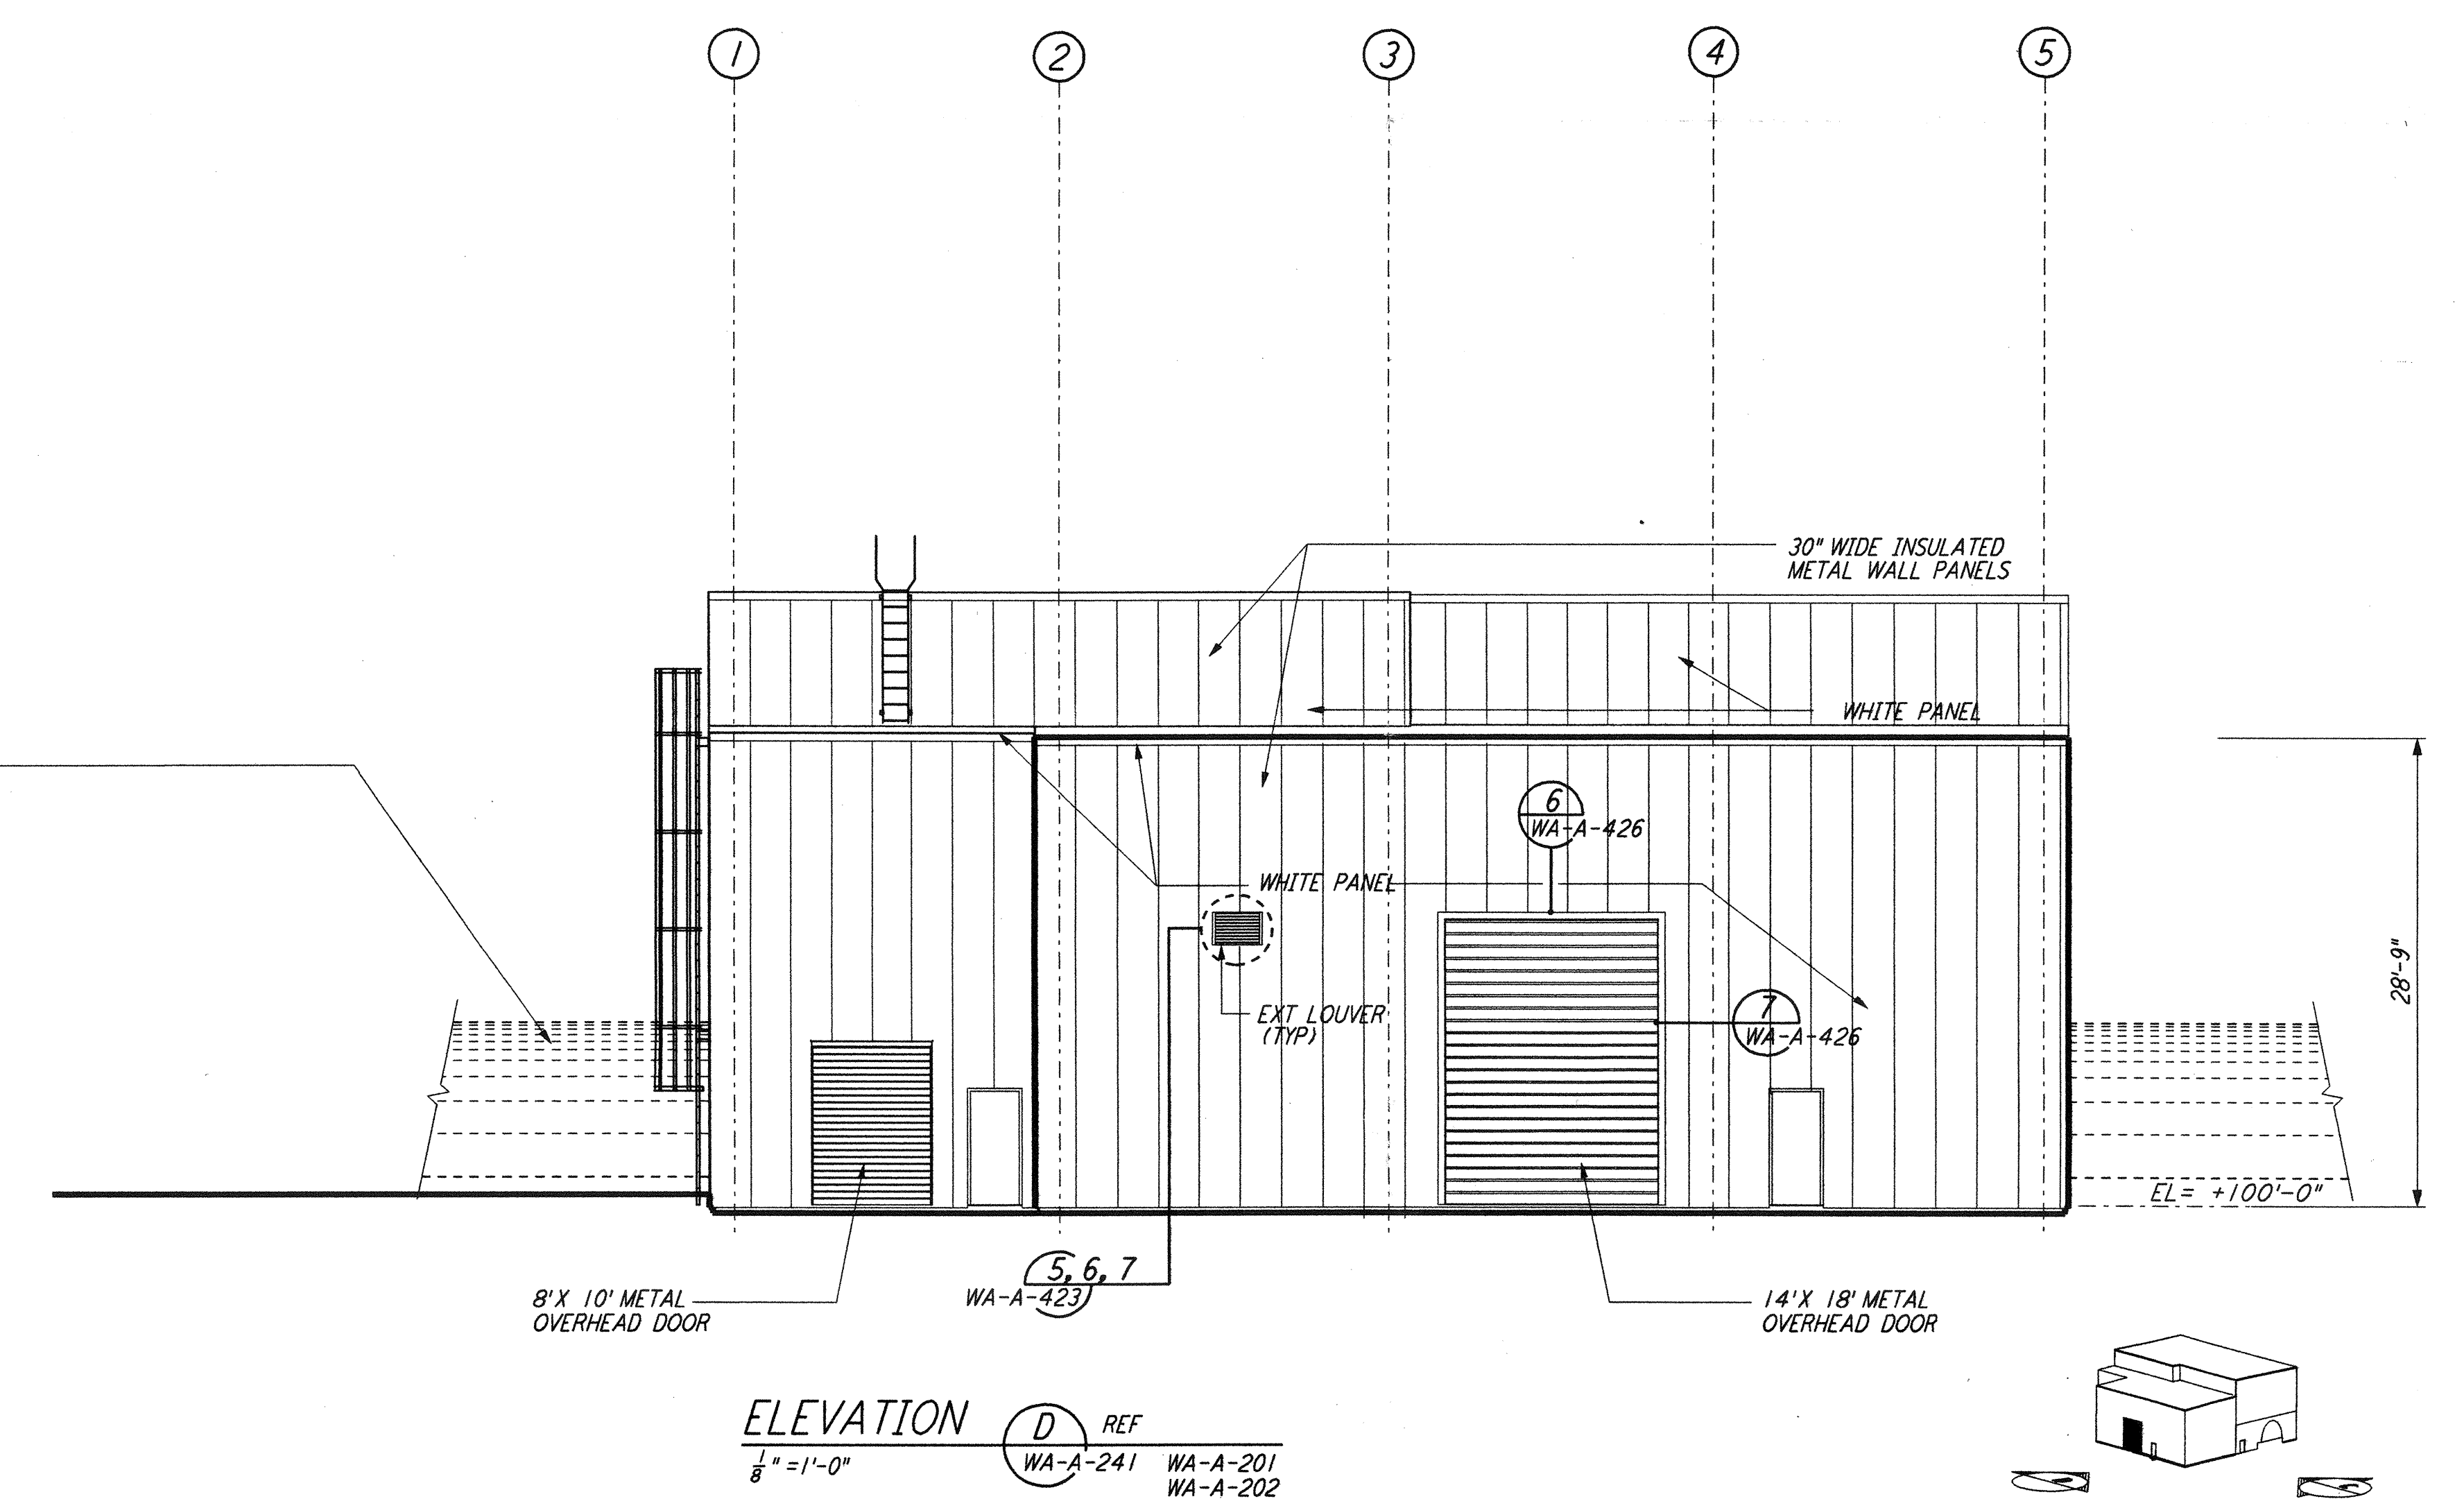 1 2 3 4 5
30" WIDE INSULATED
METAL WALL PANELS
WHITE PANEL
6
WA-A-426
WHITE PANEL
28'-9"
7
WA-A-426
EXT LOUVER
(TYP)
EL= +100'-0"
5, 6, 7
WA-A-423
8'X 10' METAL
OVERHEAD DOOR
14'X 18' METAL
OVERHEAD DOOR
ELEVATION D REF
1/8" =1'-0" WA-A-241 WA-A-201
WA-A-202